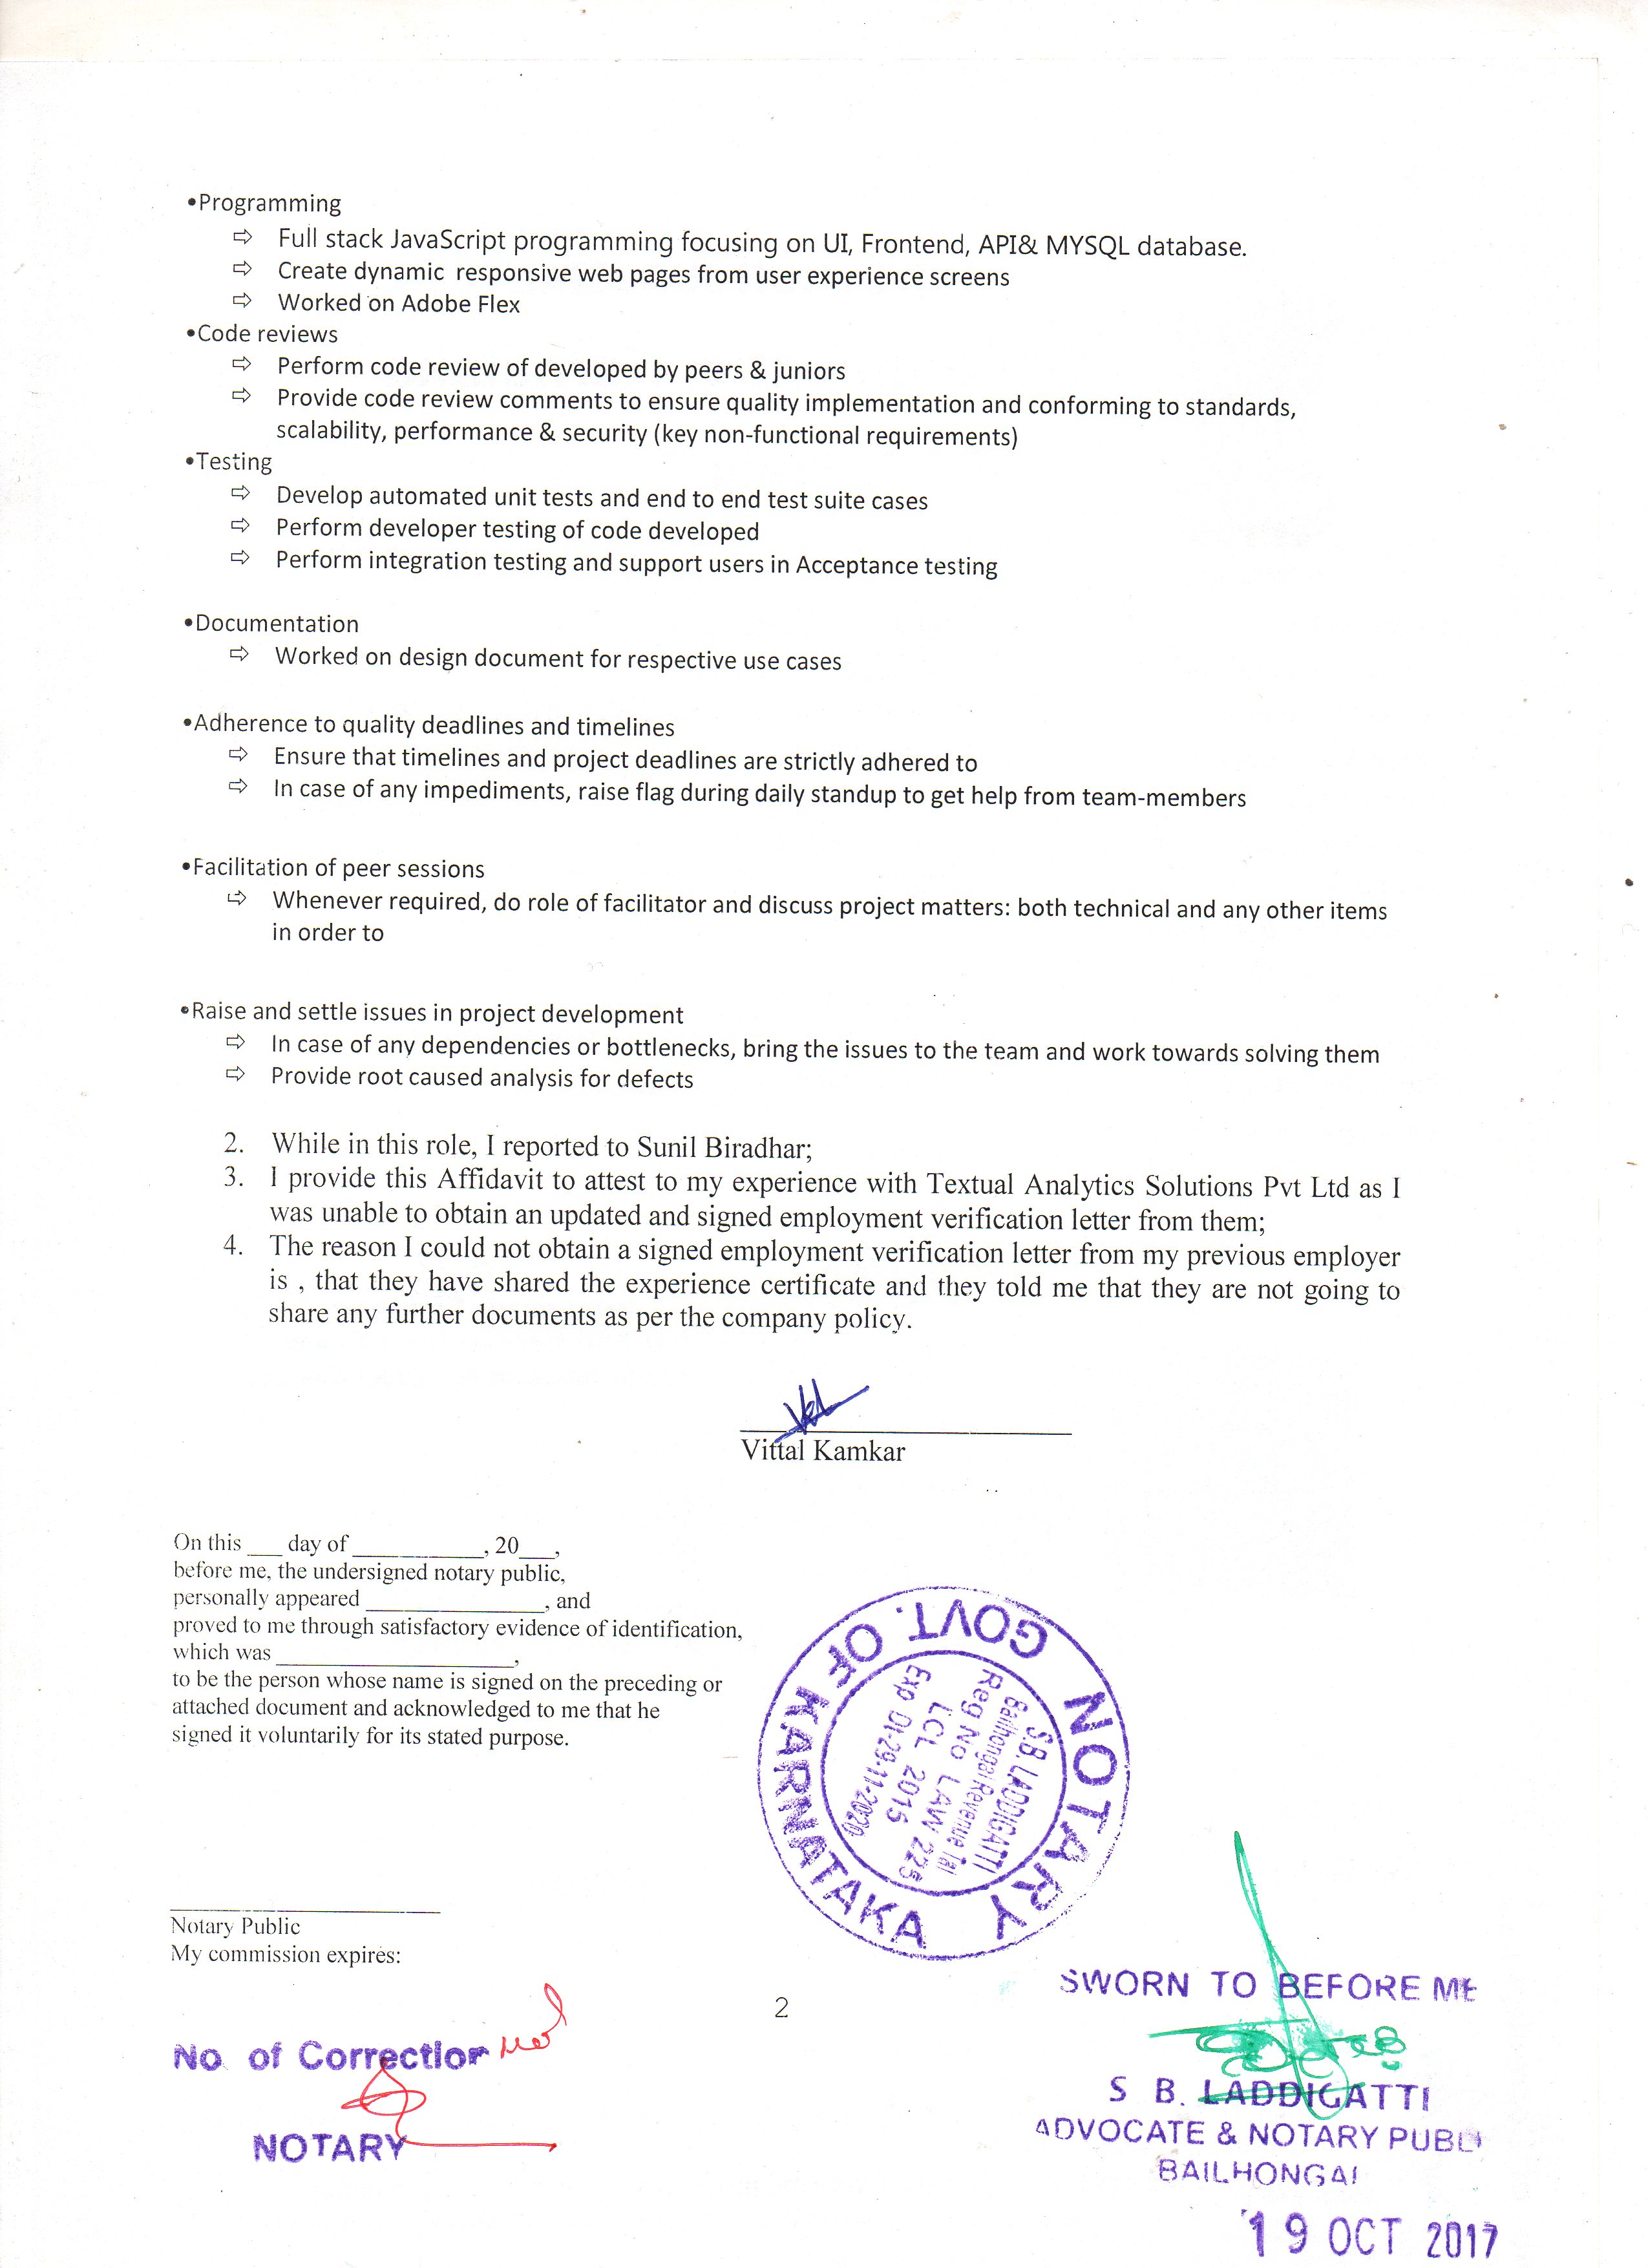 •Programming
⇨ Full stack JavaScript programming focusing on UI, Frontend, API& MYSQL database.
⇨ Create dynamic responsive web pages from user experience screens
⇨ Worked on Adobe Flex
•Code reviews
⇨ Perform code review of developed by peers & juniors
⇨ Provide code review comments to ensure quality implementation and conforming to standards,
scalability, performance & security (key non-functional requirements)
•Testing
⇨ Develop automated unit tests and end to end test suite cases
⇨ Perform developer testing of code developed
⇨ Perform integration testing and support users in Acceptance testing
•Documentation
⇨ Worked on design document for respective use cases
•Adherence to quality deadlines and timelines
⇨ Ensure that timelines and project deadlines are strictly adhered to
⇨ In case of any impediments, raise flag during daily standup to get help from team-members
•Facilitation of peer sessions
⇨ Whenever required, do role of facilitator and discuss project matters: both technical and any other items
in order to
•Raise and settle issues in project development
⇨ In case of any dependencies or bottlenecks, bring the issues to the team and work towards solving them
⇨ Provide root caused analysis for defects
2. While in this role, I reported to Sunil Biradhar;
3. I provide this Affidavit to attest to my experience with Textual Analytics Solutions Pvt Ltd as I
was unable to obtain an updated and signed employment verification letter from them;
4. The reason I could not obtain a signed employment verification letter from my previous employer
is , that they have shared the experience certificate and they told me that they are not going to
share any further documents as per the company policy.
Vittal Kamkar
On this ___ day of ____________, 20___,
before me, the undersigned notary public,
personally appeared ________________, and
proved to me through satisfactory evidence of identification,
which was _____________________,
to be the person whose name is signed on the preceding or
attached document and acknowledged to me that he
signed it voluntarily for its stated purpose.
NOTARY
GOVT. OF KARNATAKA
S.B. LADDIGATTI
Bailhongal Revenue Tal
Reg No LAW 225
LCL 2015
Exp Dt-29-11-2020
Notary Public
My commission expires:
2
No of Correction
NOTARY
SWORN TO BEFORE ME
S B. LADDIGATTI
ADVOCATE & NOTARY PUBLI
BAILHONGAL
19 OCT 2017